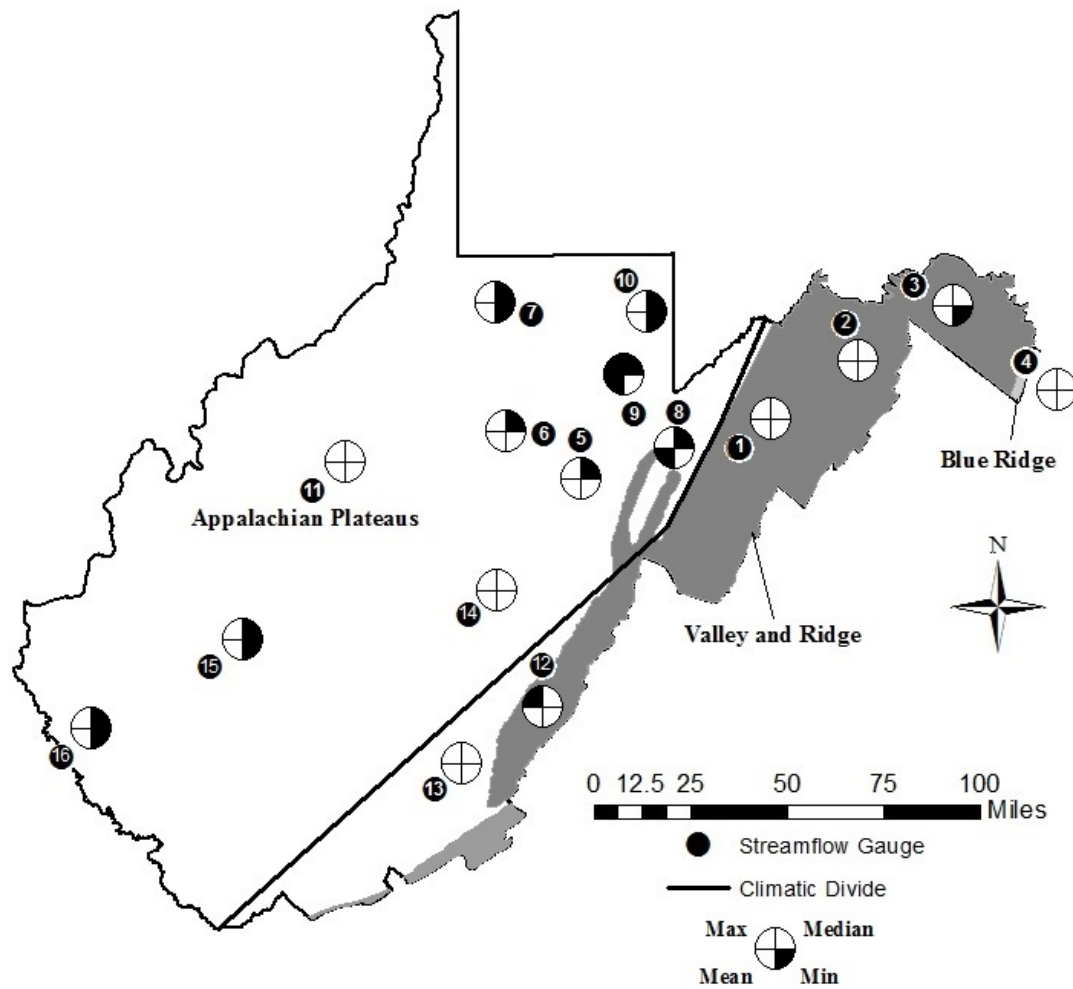 10
3
7
2
4
9
8
6
5
1
Blue Ridge
11
Appalachian Plateaus
N
14
Valley and Ridge
12
15
16
13
0 12.5 25 50 75 100
Miles
Streamflow Gauge
Climatic Divide
Max Median
Mean Min